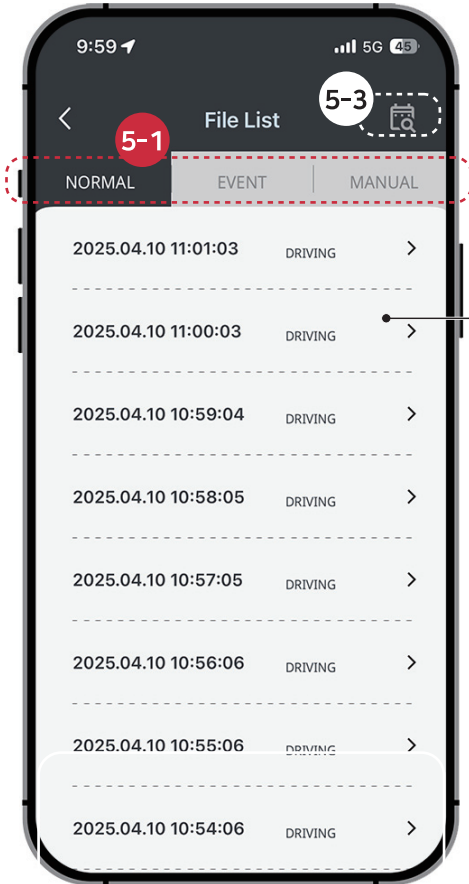 9:59 5G 45
5-3
File List
5-1
NORMAL EVENT MANUAL
2025.04.10 11:01:03 DRIVING
2025.04.10 11:00:03 DRIVING
2025.04.10 10:59:04 DRIVING
2025.04.10 10:58:05 DRIVING
2025.04.10 10:57:05 DRIVING
2025.04.10 10:56:06 DRIVING
2025.04.10 10:55:06 DRIVING
2025.04.10 10:54:06 DRIVING